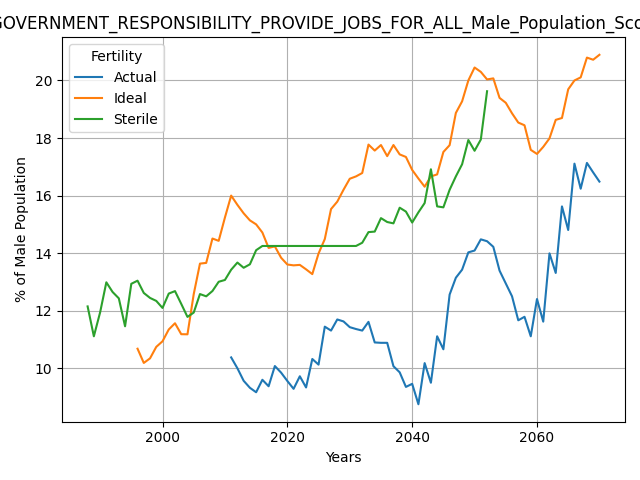 GOVERNMENT_RESPONSIBILITY_PROVIDE_JOBS_FOR_ALL_Male_Population_Sco
Fertility
Actual
Ideal
Sterile
% of Male Population
20
18
16
14
12
10
2000 2020 2040 2060
Years